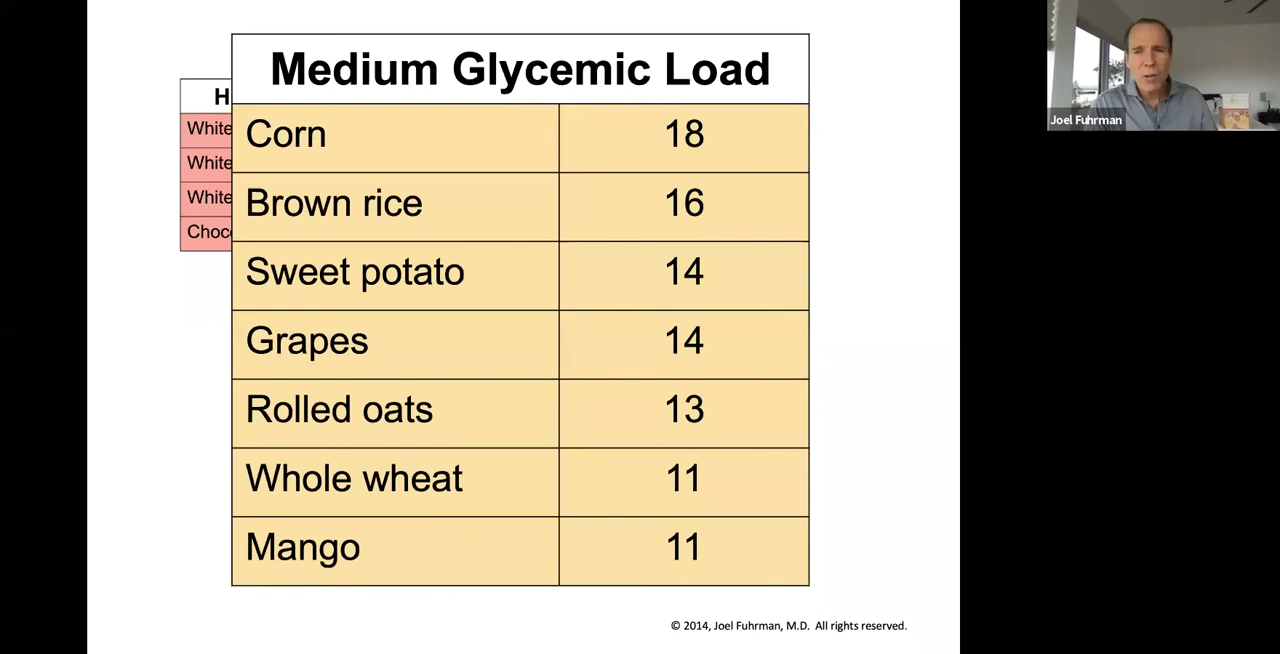 Medium Glycemic Load
H
White
White
White
Choc
Corn 18
Brown rice 16
Sweet potato 14
Grapes 14
Rolled oats 13
Whole wheat 11
Mango 11
© 2014, Joel Fuhrman, M.D. All rights reserved.
Joel Fuhrman